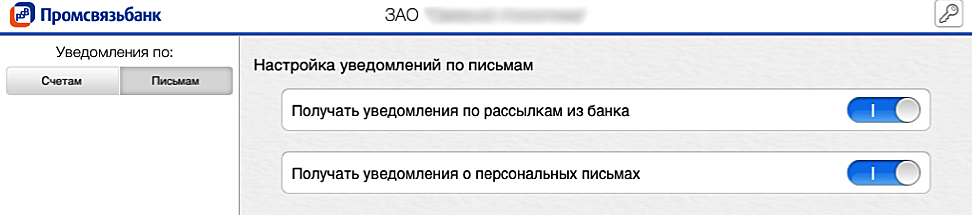 Промсвязьбанк
ЗАО
Уведомления по:
Счетам Письмам
Настройка уведомлений по письмам
Получать уведомления по рассылкам из банка
Получать уведомления о персональных письмах